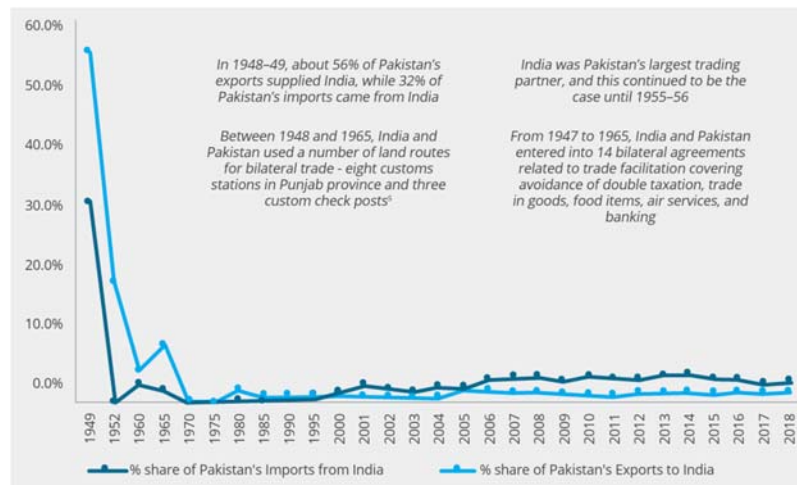 60.0%
50.0%
40.0%
30.0%
20.0%
10.0%
0.0%
In 1948–49, about 56% of Pakistan's
exports supplied India, while 32% of
Pakistan's imports came from India
Between 1948 and 1965, India and
Pakistan used a number of land routes
for bilateral trade - eight customs
stations in Punjab province and three
custom check posts⁵
India was Pakistan's largest trading
partner, and this continued to be the
case until 1955–56
From 1947 to 1965, India and Pakistan
entered into 14 bilateral agreements
related to trade facilitation covering
avoidance of double taxation, trade
in goods, food items, air services, and
banking
1949
1952
1960
1965
1970
1975
1980
1985
1990
1995
2000
2001
2002
2003
2004
2005
2006
2007
2008
2009
2010
2011
2012
2013
2014
2015
2016
2017
2018
% share of Pakistan's Imports from India
% share of Pakistan's Exports to India